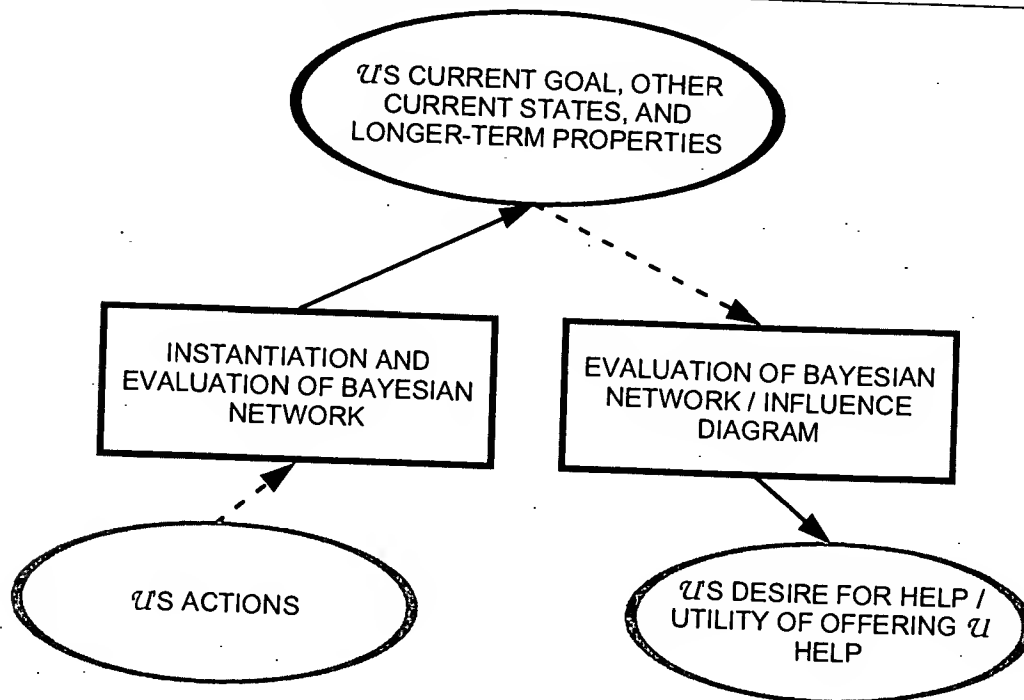 𝒰'S CURRENT GOAL, OTHER
CURRENT STATES, AND
LONGER-TERM PROPERTIES
INSTANTIATION AND
EVALUATION OF BAYESIAN
NETWORK
EVALUATION OF BAYESIAN
NETWORK / INFLUENCE
DIAGRAM
𝒰'S ACTIONS
𝒰'S DESIRE FOR HELP /
UTILITY OF OFFERING 𝒰
HELP